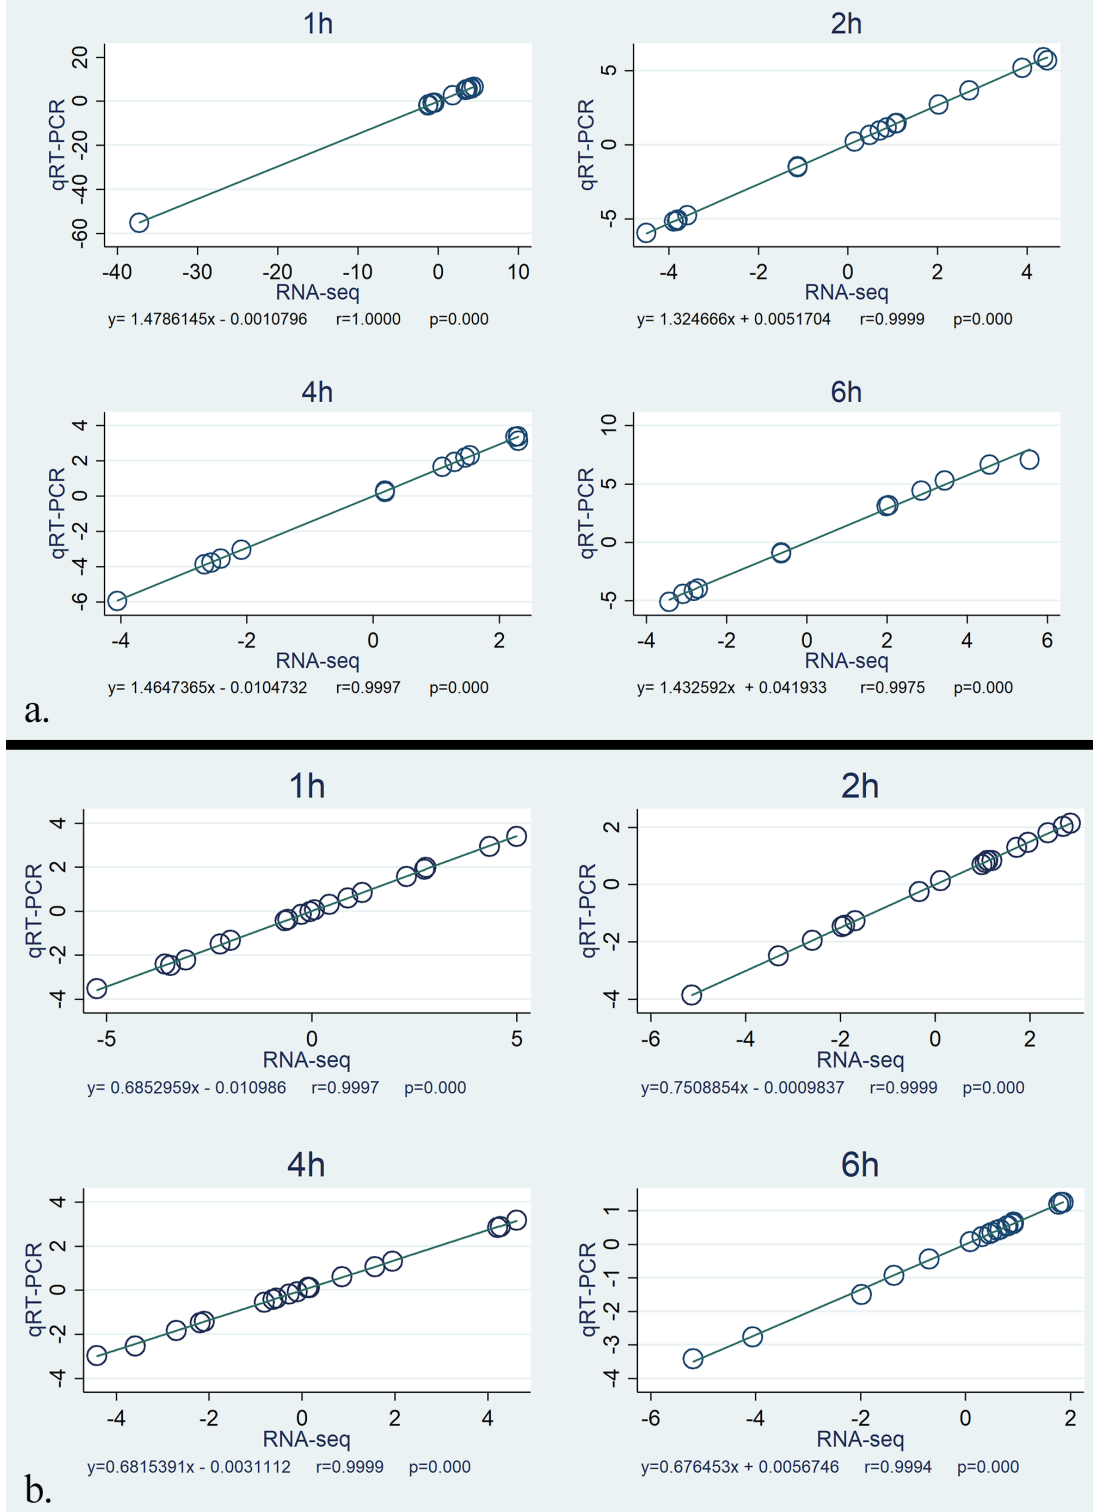 1h
20
0
-20
-40
-60
qRT-PCR
-40 -30 -20 -10 0 10
RNA-seq
y= 1.4786145x - 0.0010796 r=1.0000 p=0.000
2h
5
0
-5
qRT-PCR
-4 -2 0 2 4
RNA-seq
y= 1.324666x + 0.0051704 r=0.9999 p=0.000
4h
4
2
0
-2
-4
-6
qRT-PCR
-4 -2 0 2
RNA-seq
y= 1.4647365x - 0.0104732 r=0.9997 p=0.000
6h
10
5
0
-5
qRT-PCR
-4 -2 0 2 4 6
RNA-seq
y= 1.432592x + 0.041933 r=0.9975 p=0.000
a.
1h
4
2
0
-2
-4
qRT-PCR
-5 0 5
RNA-seq
y= 0.6852959x - 0.010986 r=0.9997 p=0.000
2h
2
0
-2
-4
qRT-PCR
-6 -4 -2 0 2
RNA-seq
y=0.7508854x - 0.0009837 r=0.9999 p=0.000
4h
4
2
0
-2
-4
qRT-PCR
-4 -2 0 2 4
RNA-seq
y=0.6815391x - 0.0031112 r=0.9999 p=0.000
6h
1
0
-1
-2
-3
-4
qRT-PCR
-6 -4 -2 0 2
RNA-seq
y=0.676453x + 0.0056746 r=0.9994 p=0.000
b.